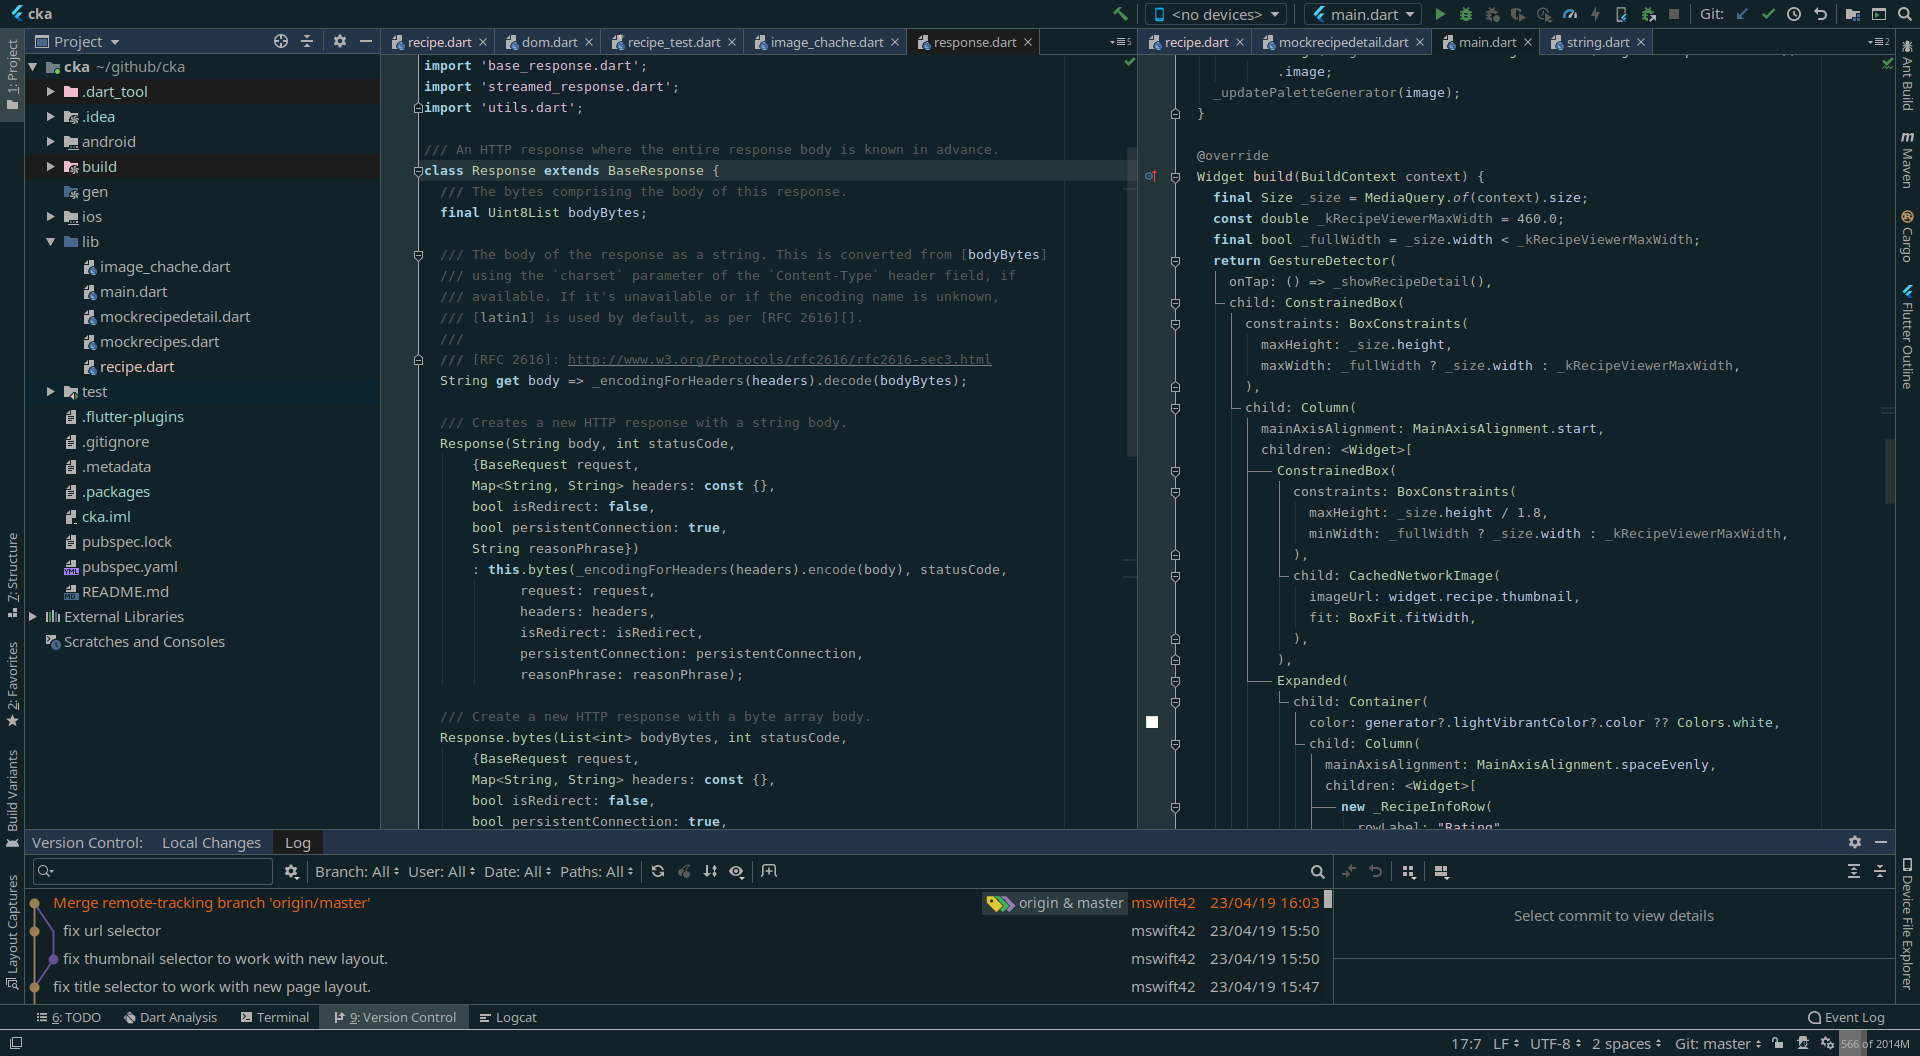 cka
<no devices>
main.dart
Git:
1: Project
7: Structure
2: Favorites
Build Variants
Layout Captures
Project
cka ~/github/cka
.dart_tool
.idea
android
build
gen
ios
lib
image_chache.dart
main.dart
mockrecipedetail.dart
mockrecipes.dart
recipe.dart
test
.flutter-plugins
.gitignore
.metadata
.packages
cka.iml
pubspec.lock
pubspec.yaml
README.md
External Libraries
Scratches and Consoles
recipe.dart
dom.dart
recipe_test.dart
image_chache.dart
response.dart
5
import 'base_response.dart';
import 'streamed_response.dart';
import 'utils.dart';
/// An HTTP response where the entire response body is known in advance.
class Response extends BaseResponse {
/// The bytes comprising the body of this response.
final Uint8List bodyBytes;
/// The body of the response as a string. This is converted from [bodyBytes]
/// using the `charset` parameter of the `Content-Type` header field, if
/// available. If it's unavailable or if the encoding name is unknown,
/// [latin1] is used by default, as per [RFC 2616][].
///
/// [RFC 2616]: http://www.w3.org/Protocols/rfc2616/rfc2616-sec3.html
String get body => _encodingForHeaders(headers).decode(bodyBytes);
/// Creates a new HTTP response with a string body.
Response(String body, int statusCode,
{BaseRequest request,
Map<String, String> headers: const {},
bool isRedirect: false,
bool persistentConnection: true,
String reasonPhrase})
: this.bytes(_encodingForHeaders(headers).encode(body), statusCode,
request: request,
headers: headers,
isRedirect: isRedirect,
persistentConnection: persistentConnection,
reasonPhrase: reasonPhrase);
/// Create a new HTTP response with a byte array body.
Response.bytes(List<int> bodyBytes, int statusCode,
{BaseRequest request,
Map<String, String> headers: const {},
bool isRedirect: false,
bool persistentConnection: true,
recipe.dart
mockrecipedetail.dart
main.dart
string.dart
2
.image;
_updatePaletteGenerator(image);
}
@override
Widget build(BuildContext context) {
final Size _size = MediaQuery.of(context).size;
const double _kRecipeViewerMaxWidth = 460.0;
final bool _fullWidth = _size.width < _kRecipeViewerMaxWidth;
return GestureDetector(
onTap: () => _showRecipeDetail(),
child: ConstrainedBox(
constraints: BoxConstraints(
maxHeight: _size.height,
maxWidth: _fullWidth ? _size.width : _kRecipeViewerMaxWidth,
),
child: Column(
mainAxisAlignment: MainAxisAlignment.start,
children: <Widget>[
ConstrainedBox(
constraints: BoxConstraints(
maxHeight: _size.height / 1.8,
minWidth: _fullWidth ? _size.width : _kRecipeViewerMaxWidth,
),
child: CachedNetworkImage(
imageUrl: widget.recipe.thumbnail,
fit: BoxFit.fitWidth,
),
),
Expanded(
child: Container(
color: generator?.lightVibrantColor?.color ?? Colors.white,
child: Column(
mainAxisAlignment: MainAxisAlignment.spaceEvenly,
children: <Widget>[
new _RecipeInfoRow(
rowLabel: "Rating"
Ant Build
Maven
Cargo
Flutter Outline
Device File Explorer
Version Control: Local Changes Log
Branch: All User: All Date: All Paths: All
Merge remote-tracking branch 'origin/master' origin & master mswift42 23/04/19 16:03
fix url selector mswift42 23/04/19 15:50
fix thumbnail selector to work with new layout. mswift42 23/04/19 15:50
fix title selector to work with new page layout. mswift42 23/04/19 15:47
Select commit to view details
6: TODO Dart Analysis Terminal 9: Version Control Logcat Event Log
17:7 LF UTF-8 2 spaces Git: master 566 of 2014M